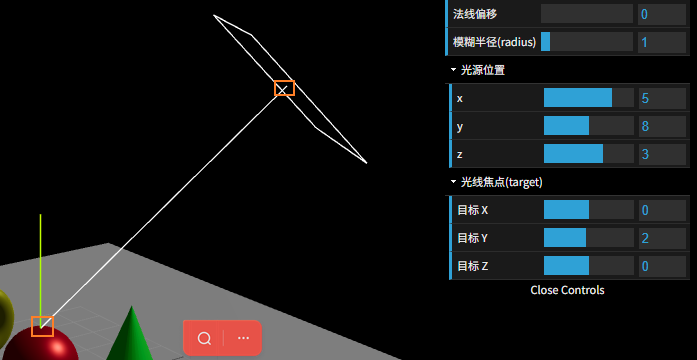 法线偏移 0
模糊半径(radius) 1
光源位置
x 5
y 8
z 3
光线焦点(target)
目标 X 0
目标 Y 2
目标 Z 0
Close Controls